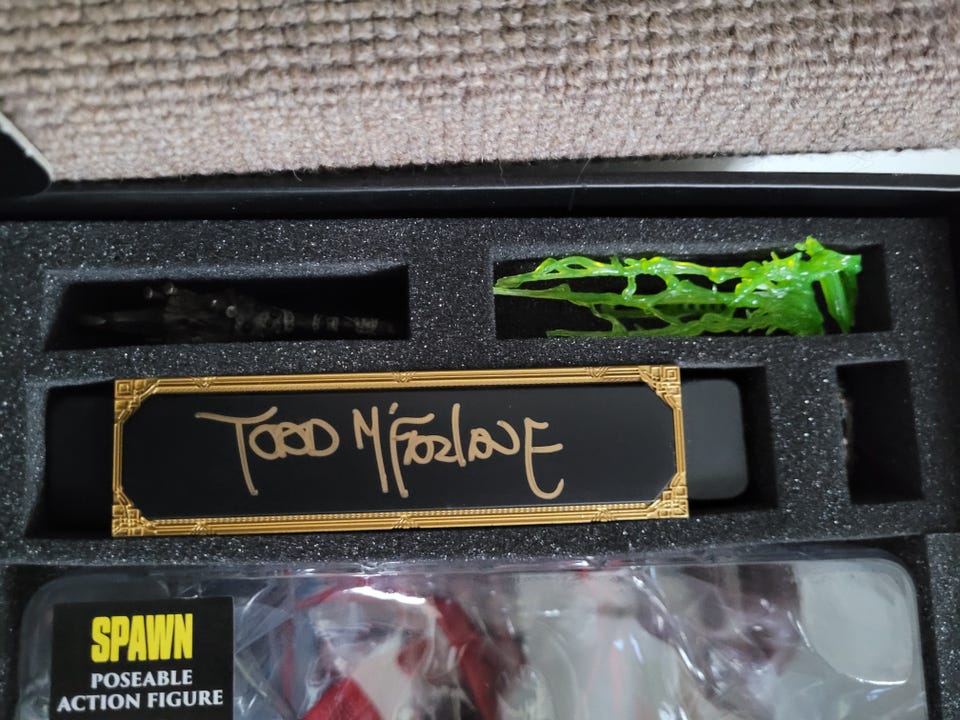 TODD McFARLANE
SPAWN
POSEABLE
ACTION FIGURE